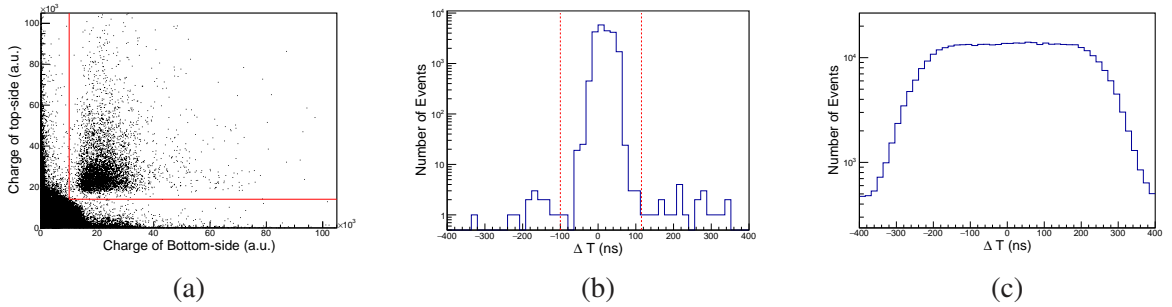 ×10³
100
80
60
40
20
0
Charge of top-side (a.u.)
0 20 40 60 80 100
×10³
Charge of Bottom-side (a.u.)
(a)
10⁴
10³
10²
10
1
Number of Events
−400 −300 −200 −100 0 100 200 300 400
Δ T (ns)
(b)
10⁴
10³
Number of Events
−400 −300 −200 −100 0 100 200 300 400
Δ T (ns)
(c)